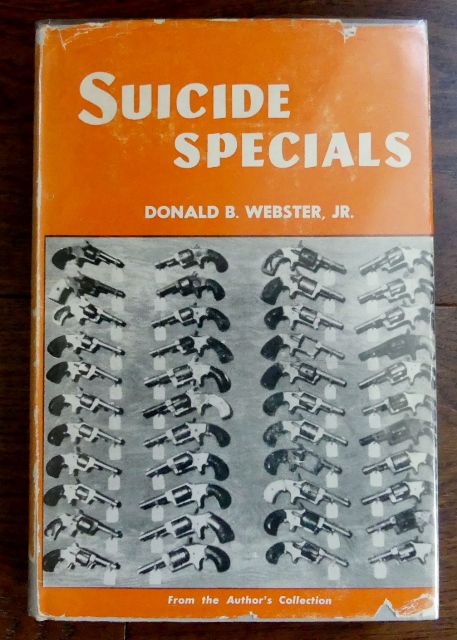 SUICIDE
SPECIALS
DONALD B. WEBSTER, JR.
From the Author's Collection